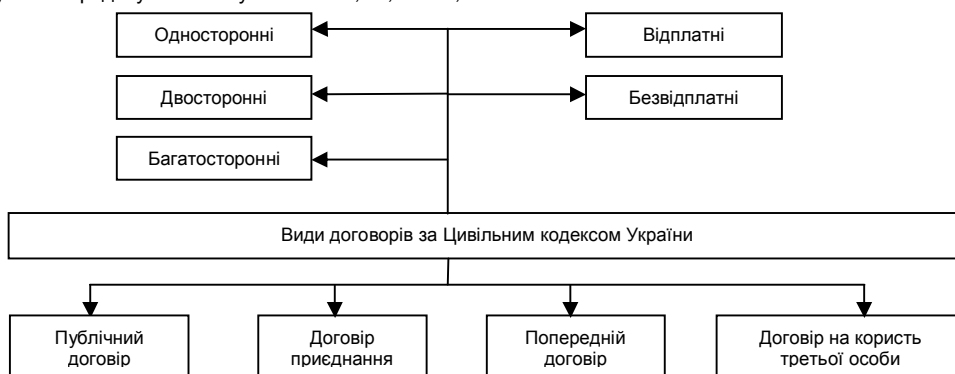 Односторонні
Відплатні
Двосторонні
Безвідплатні
Багатосторонні
Види договорів за Цивільним кодексом України
Публічний
договір
Договір
приєднання
Попередній
договір
Договір на користь
третьої особи